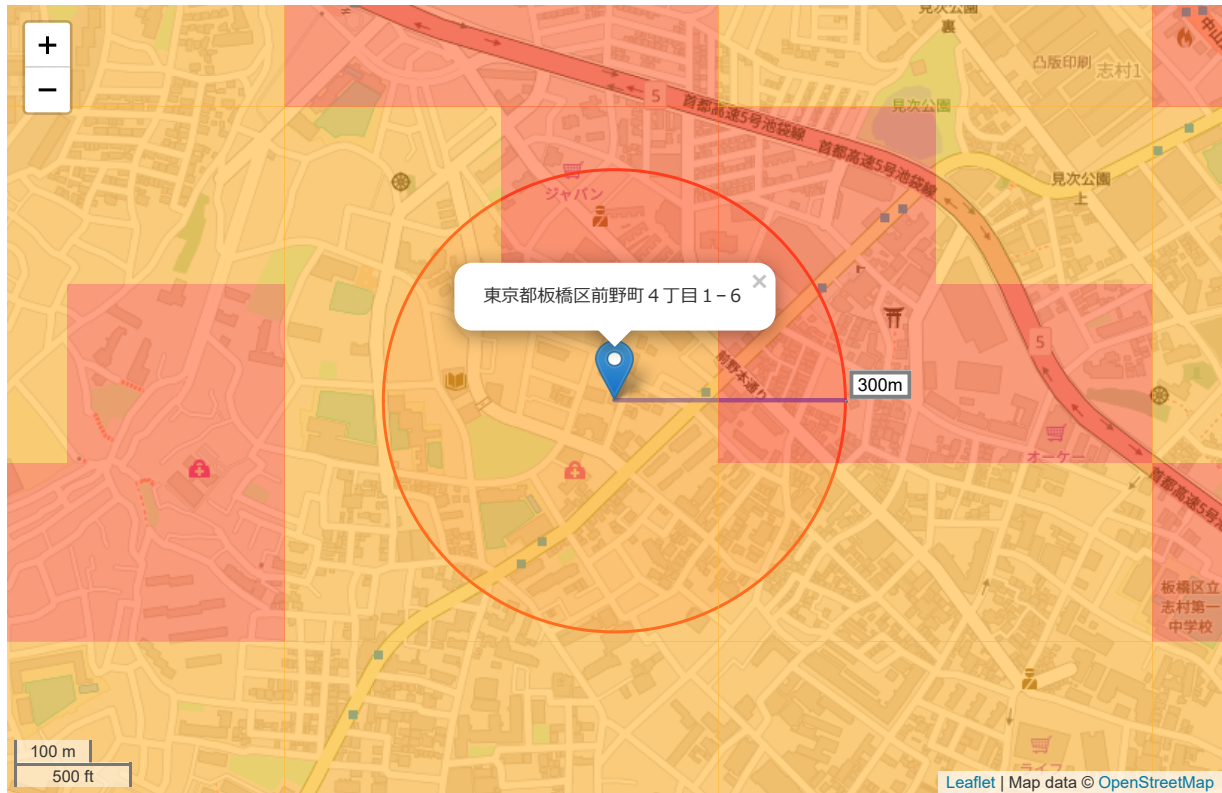 +
−
見次公園
裏
中山
凸版印刷
志村1
5
首都高速5号池袋線
見次公園
首都高速5号池袋線
見次公園
上
ジャパン
東京都板橋区前野町４丁目１−６
×
前野本通り
5
300m
オーケー
首都高速5号
板橋区立
志村第一
中学校
ライフ
100 m
500 ft
Leaflet | Map data © OpenStreetMap